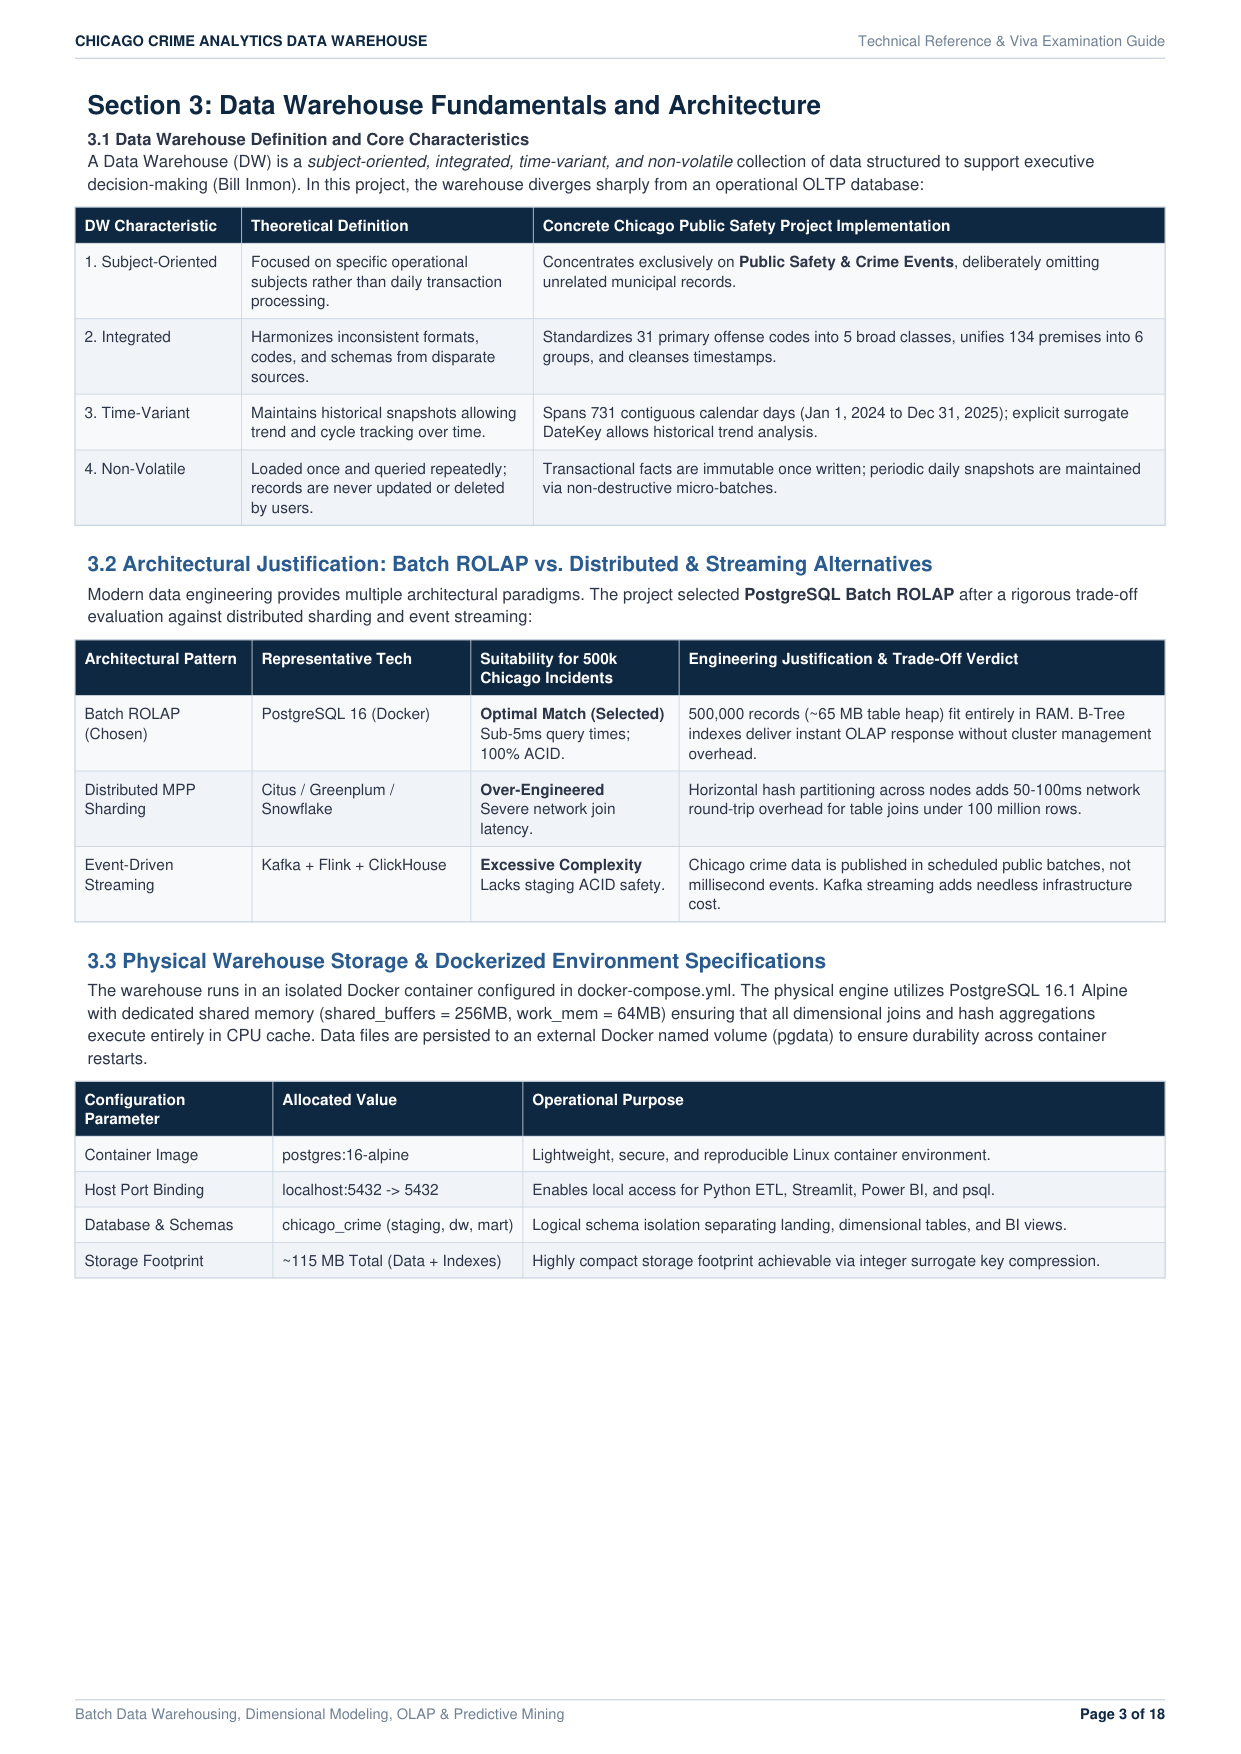 CHICAGO CRIME ANALYTICS DATA WAREHOUSE
Technical Reference & Viva Examination Guide
Section 3: Data Warehouse Fundamentals and Architecture
3.1 Data Warehouse Definition and Core Characteristics
A Data Warehouse (DW) is a subject-oriented, integrated, time-variant, and non-volatile collection of data structured to support executive
decision-making (Bill Inmon). In this project, the warehouse diverges sharply from an operational OLTP database:
DW Characteristic
Theoretical Definition
Concrete Chicago Public Safety Project Implementation
1. Subject-Oriented
Focused on specific operational
subjects rather than daily transaction
processing.
Concentrates exclusively on Public Safety & Crime Events, deliberately omitting
unrelated municipal records.
2. Integrated
Harmonizes inconsistent formats,
codes, and schemas from disparate
sources.
Standardizes 31 primary offense codes into 5 broad classes, unifies 134 premises into 6
groups, and cleanses timestamps.
3. Time-Variant
Maintains historical snapshots allowing
trend and cycle tracking over time.
Spans 731 contiguous calendar days (Jan 1, 2024 to Dec 31, 2025); explicit surrogate
DateKey allows historical trend analysis.
4. Non-Volatile
Loaded once and queried repeatedly;
records are never updated or deleted
by users.
Transactional facts are immutable once written; periodic daily snapshots are maintained
via non-destructive micro-batches.
3.2 Architectural Justification: Batch ROLAP vs. Distributed & Streaming Alternatives
Modern data engineering provides multiple architectural paradigms. The project selected PostgreSQL Batch ROLAP after a rigorous trade-off
evaluation against distributed sharding and event streaming:
Architectural Pattern
Representative Tech
Suitability for 500k
Chicago Incidents
Engineering Justification & Trade-Off Verdict
Batch ROLAP
(Chosen)
PostgreSQL 16 (Docker)
Optimal Match (Selected)
Sub-5ms query times;
100% ACID.
500,000 records (~65 MB table heap) fit entirely in RAM. B-Tree
indexes deliver instant OLAP response without cluster management
overhead.
Distributed MPP
Sharding
Citus / Greenplum /
Snowflake
Over-Engineered
Severe network join
latency.
Horizontal hash partitioning across nodes adds 50-100ms network
round-trip overhead for table joins under 100 million rows.
Event-Driven
Streaming
Kafka + Flink + ClickHouse
Excessive Complexity
Lacks staging ACID safety.
Chicago crime data is published in scheduled public batches, not
millisecond events. Kafka streaming adds needless infrastructure
cost.
3.3 Physical Warehouse Storage & Dockerized Environment Specifications
The warehouse runs in an isolated Docker container configured in docker-compose.yml. The physical engine utilizes PostgreSQL 16.1 Alpine
with dedicated shared memory (shared_buffers = 256MB, work_mem = 64MB) ensuring that all dimensional joins and hash aggregations
execute entirely in CPU cache. Data files are persisted to an external Docker named volume (pgdata) to ensure durability across container
restarts.
Configuration
Parameter
Allocated Value
Operational Purpose
Container Image
postgres:16-alpine
Lightweight, secure, and reproducible Linux container environment.
Host Port Binding
localhost:5432 -> 5432
Enables local access for Python ETL, Streamlit, Power BI, and psql.
Database & Schemas
chicago_crime (staging, dw, mart)
Logical schema isolation separating landing, dimensional tables, and BI views.
Storage Footprint
~115 MB Total (Data + Indexes)
Highly compact storage footprint achievable via integer surrogate key compression.
Batch Data Warehousing, Dimensional Modeling, OLAP & Predictive Mining
Page 3 of 18